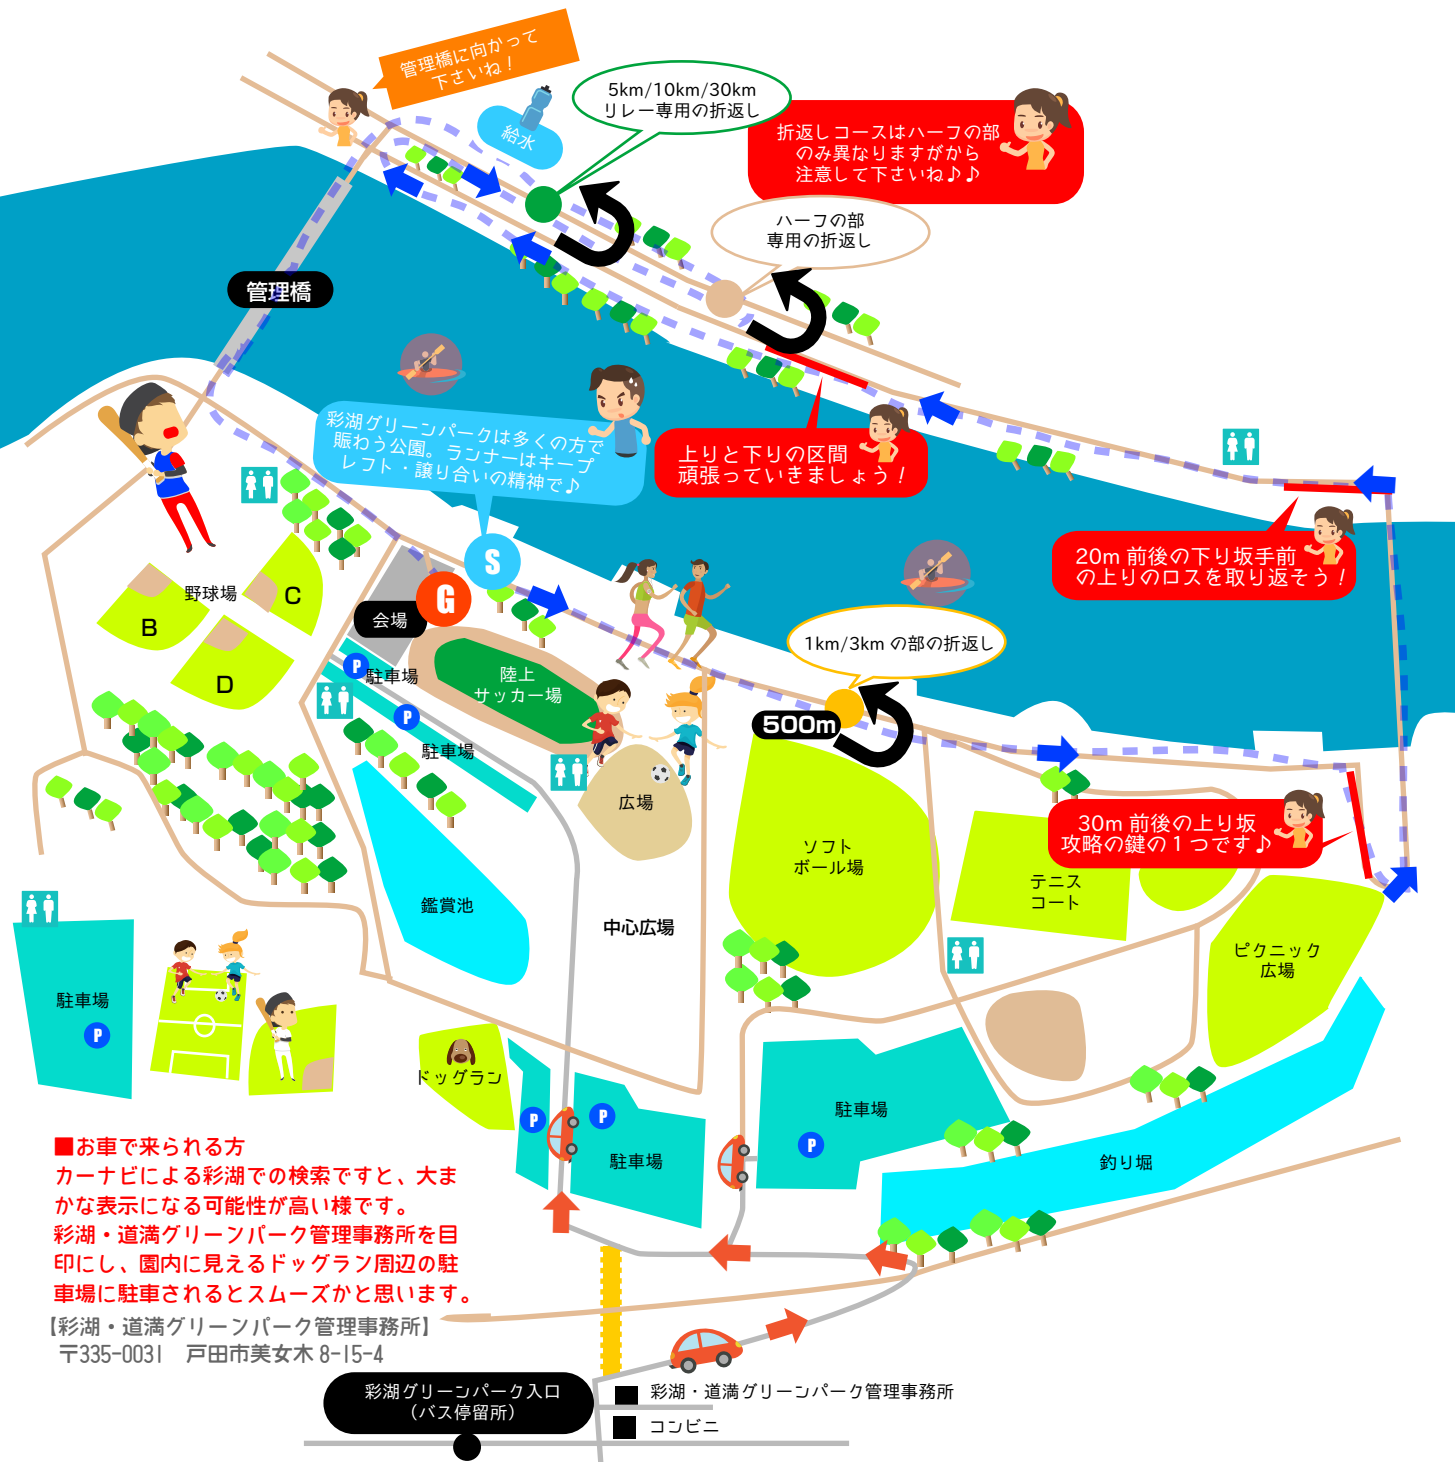 管理橋に向かって
下さいね！
給水
5km/10km/30km
リレー専用の折返し
折返しコースはハーフの部
のみ異なりますがから
注意して下さいね♪♪
ハーフの部
専用の折返し
管理橋
彩湖グリーンパークは多くの方で
賑わう公園。ランナーはキープ
レフト・譲り合いの精神で♪
上りと下りの区間
頑張っていきましょう！
20m 前後の下り坂手前
の上りのロスを取り返そう！
S
G
会場
野球場
B
C
D
P
駐車場
P
駐車場
陸上
サッカー場
1km/3km の部の折返し
500m
広場
ソフト
ボール場
30m 前後の上り坂
攻略の鍵の１つです♪
テニス
コート
鑑賞池
中心広場
ピクニック
広場
駐車場
P
ドッグラン
P
P
駐車場
駐車場
P
釣り堀
■お車で来られる方
カーナビによる彩湖での検索ですと、大ま
かな表示になる可能性が高い様です。
彩湖・道満グリーンパーク管理事務所を目
印にし、園内に見えるドッグラン周辺の駐
車場に駐車されるとスムーズかと思います。
【彩湖・道満グリーンパーク管理事務所】
〒335-0031　戸田市美女木 8-15-4
彩湖グリーンパーク入口
（バス停留所）
彩湖・道満グリーンパーク管理事務所
コンビニ